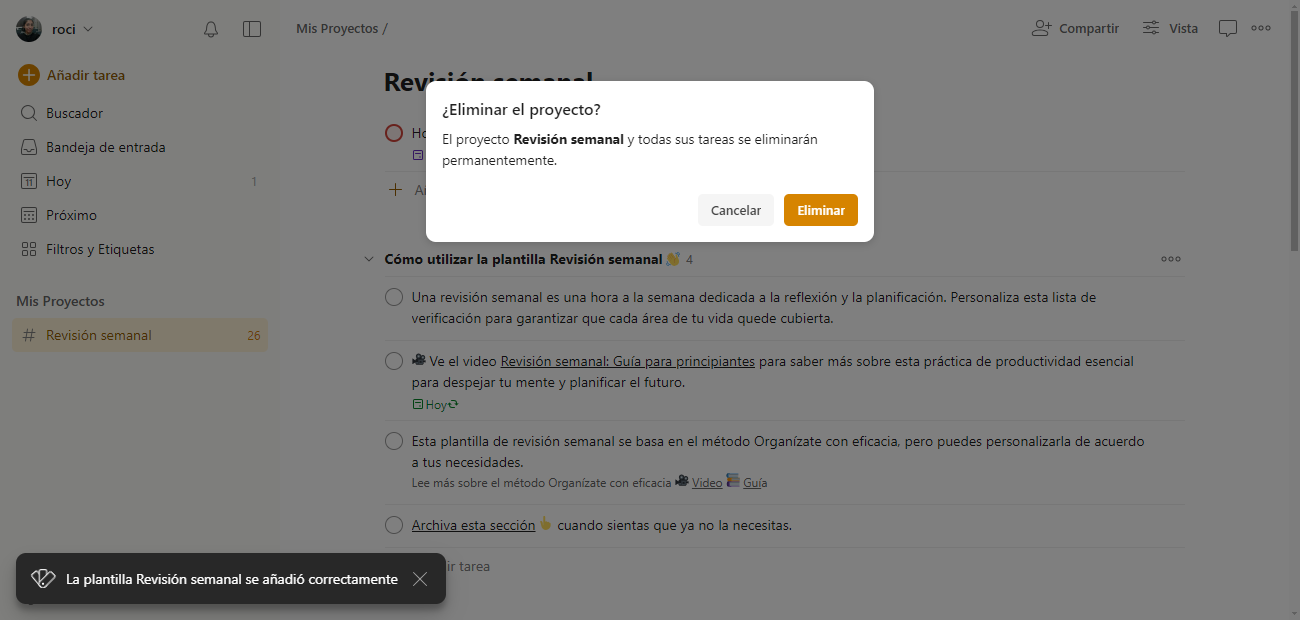 roci
Añadir tarea
Buscador
Bandeja de entrada
11
Hoy
1
Próximo
Filtros y Etiquetas
Mis Proyectos
# Revisión semanal 26
Mis Proyectos /
Compartir
Vista
Revisión semanal
¿Eliminar el proyecto?
El proyecto Revisión semanal y todas sus tareas se eliminarán
permanentemente.
Cancelar
Eliminar
Cómo utilizar la plantilla Revisión semanal 👋 4
Una revisión semanal es una hora a la semana dedicada a la reflexión y la planificación. Personaliza esta lista de
verificación para garantizar que cada área de tu vida quede cubierta.
🎥 Ve el video Revisión semanal: Guía para principiantes para saber más sobre esta práctica de productividad esencial
para despejar tu mente y planificar el futuro.
Hoy
Esta plantilla de revisión semanal se basa en el método Organízate con eficacia, pero puedes personalizarla de acuerdo
a tus necesidades.
Lee más sobre el método Organízate con eficacia 🎥 Video 📚 Guía
Archiva esta sección 👆 cuando sientas que ya no la necesitas.
ir tarea
La plantilla Revisión semanal se añadió correctamente